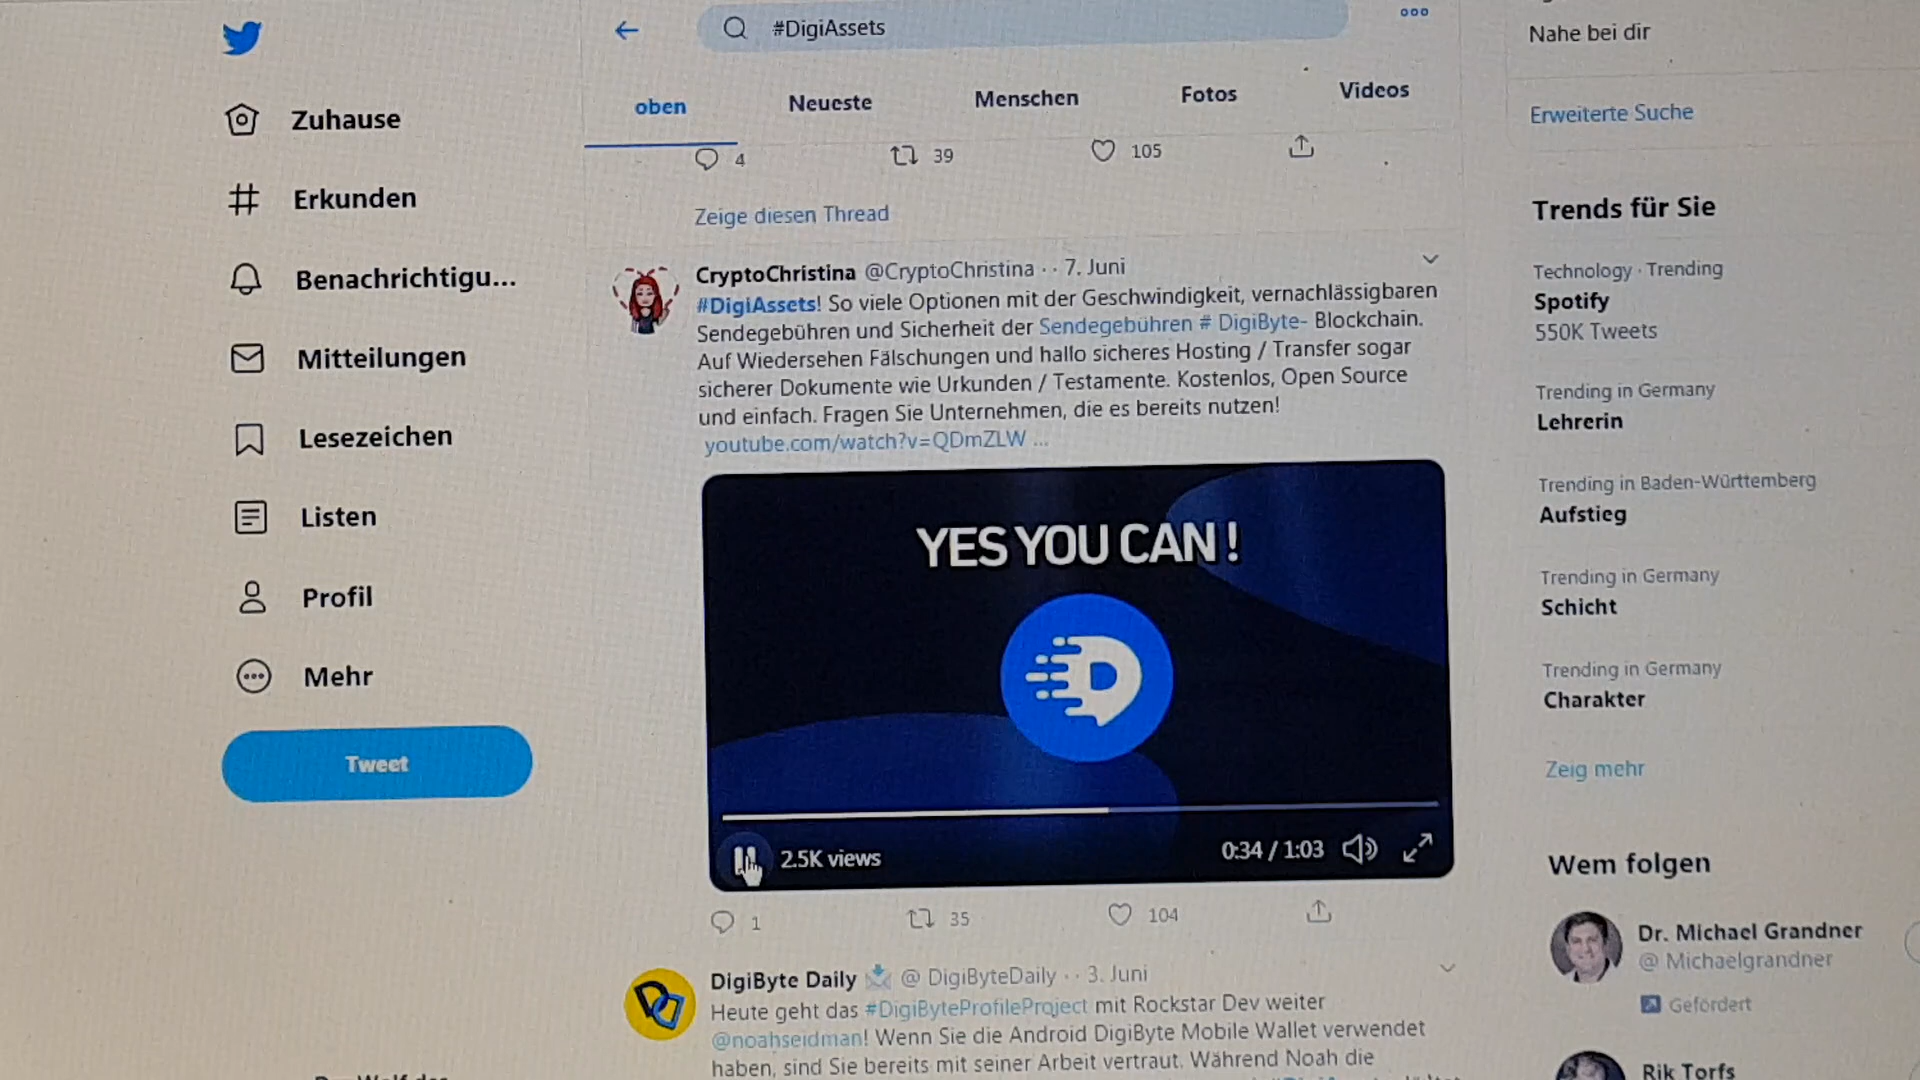 #DigiAssets
Zuhause
Erkunden
Benachrichtigu...
Mitteilungen
Lesezeichen
Listen
Profil
Mehr
Tweet
oben
Neueste
Menschen
Fotos
Videos
4
39
105
Zeige diesen Thread
CryptoChristina @CryptoChristina · · 7. Juni
#DigiAssets! So viele Optionen mit der Geschwindigkeit, vernachlässigbaren
Sendegebühren und Sicherheit der Sendegebühren # DigiByte- Blockchain.
Auf Wiedersehen Fälschungen und hallo sicheres Hosting / Transfer sogar
sicherer Dokumente wie Urkunden / Testamente. Kostenlos, Open Source
und einfach. Fragen Sie Unternehmen, die es bereits nutzen!
youtube.com/watch?v=QDmZLW ...
YES YOU CAN!
2.5K views
0:34 / 1:03
1
35
104
DigiByte Daily @ DigiByteDaily · · 3. Juni
Heute geht das #DigiByteProfileProject mit Rockstar Dev weiter
@noahseidman! Wenn Sie die Android DigiByte Mobile Wallet verwendet
haben, sind Sie bereits mit seiner Arbeit vertraut. Während Noah die
Nahe bei dir
Erweiterte Suche
Trends für Sie
Technology · Trending
Spotify
550K Tweets
Trending in Germany
Lehrerin
Trending in Baden-Württemberg
Aufstieg
Trending in Germany
Schicht
Trending in Germany
Charakter
Zeig mehr
Wem folgen
Dr. Michael Grandner
@ Michaelgrandner
Gefördert
Rik Torfs